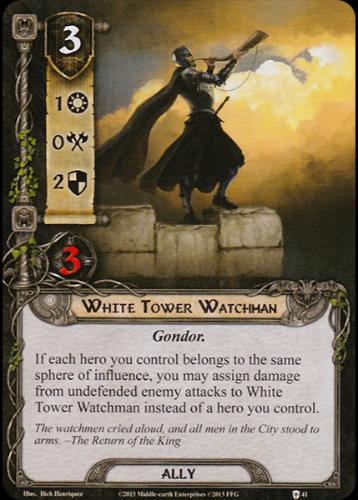 3
1
0
2
3
White Tower Watchman
Gondor.
If each hero you control belongs to the same
sphere of influence, you may assign damage
from undefended enemy attacks to White
Tower Watchman instead of a hero you control.
The watchmen cried aloud, and all men in the City stood to
arms. –The Return of the King
Ally
Illus. Bich Henriquez ©2013 Middle-earth Enterprises ©2013 FFG 41